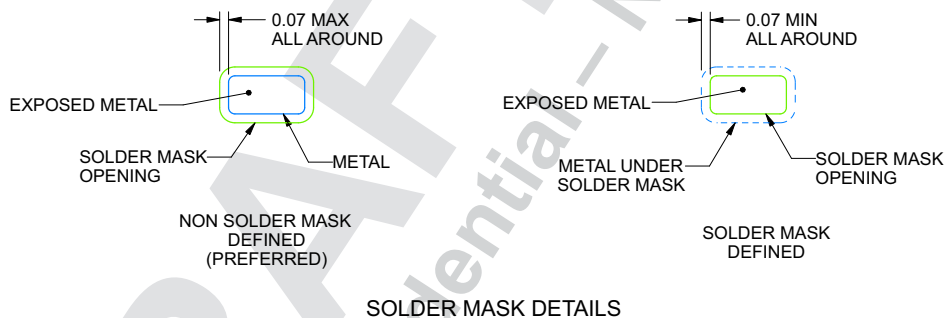 0.07 MAX
ALL AROUND
EXPOSED METAL
SOLDER MASK
OPENING
METAL
NON SOLDER MASK
DEFINED
(PREFERRED)
0.07 MIN
ALL AROUND
EXPOSED METAL
METAL UNDER
SOLDER MASK
SOLDER MASK
OPENING
SOLDER MASK
DEFINED
SOLDER MASK DETAILS